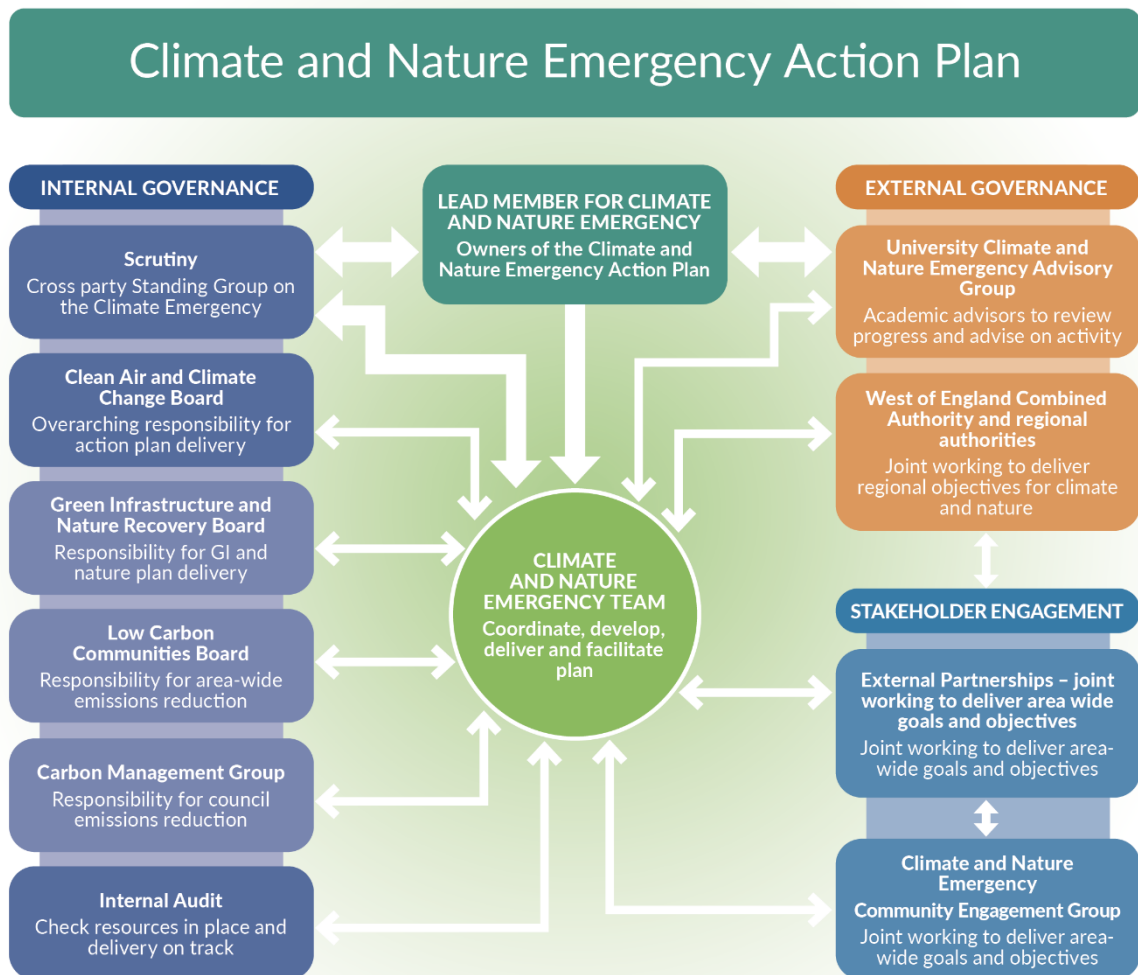 Climate and Nature Emergency Action Plan
INTERNAL GOVERNANCE
Scrutiny
Cross party Standing Group on
the Climate Emergency
Clean Air and Climate
Change Board
Overarching responsibility for
action plan delivery
Green Infrastructure and
Nature Recovery Board
Responsibility for GI and
nature plan delivery
Low Carbon
Communities Board
Responsibility for area-wide
emissions reduction
Carbon Management Group
Responsibility for council
emissions reduction
Internal Audit
Check resources in place and
delivery on track
LEAD MEMBER FOR CLIMATE
AND NATURE EMERGENCY
Owners of the Climate and
Nature Emergency Action Plan
CLIMATE
AND NATURE
EMERGENCY TEAM
Coordinate, develop,
deliver and facilitate
plan
EXTERNAL GOVERNANCE
University Climate and
Nature Emergency Advisory
Group
Academic advisors to review
progress and advise on activity
West of England Combined
Authority and regional
authorities
Joint working to deliver
regional objectives for climate
and nature
STAKEHOLDER ENGAGEMENT
External Partnerships – joint
working to deliver area wide
goals and objectives
Joint working to deliver area-
wide goals and objectives
Climate and Nature
Emergency
Community Engagement Group
Joint working to deliver area-
wide goals and objectives